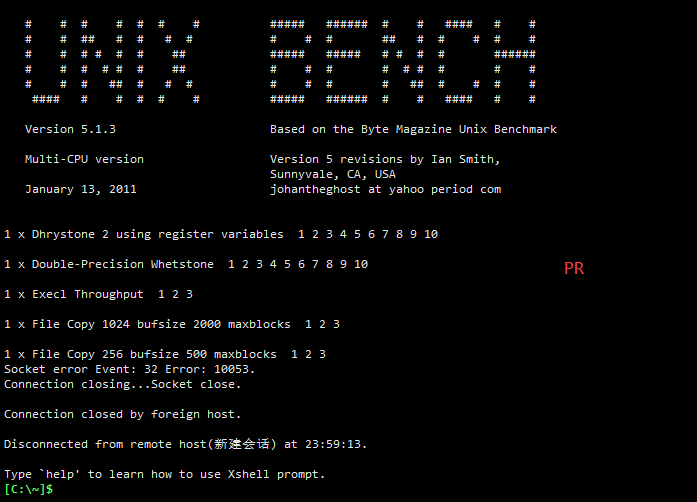 UNIX BENCH
Version 5.1.3 Based on the Byte Magazine Unix Benchmark
Multi-CPU version Version 5 revisions by Ian Smith,
Sunnyvale, CA, USA
January 13, 2011 johantheghost at yahoo period com
1 x Dhrystone 2 using register variables 1 2 3 4 5 6 7 8 9 10
1 x Double-Precision Whetstone 1 2 3 4 5 6 7 8 9 10
PR
1 x Execl Throughput 1 2 3
1 x File Copy 1024 bufsize 2000 maxblocks 1 2 3
1 x File Copy 256 bufsize 500 maxblocks 1 2 3
Socket error Event: 32 Error: 10053.
Connection closing...Socket close.
Connection closed by foreign host.
Disconnected from remote host(新建会话) at 23:59:13.
Type `help' to learn how to use Xshell prompt.
[C:\~]$